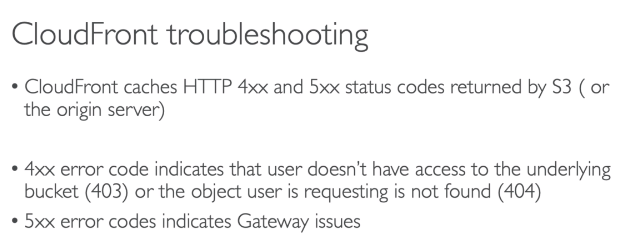 CloudFront troubleshooting
• CloudFront caches HTTP 4xx and 5xx status codes returned by S3 ( or
the origin server)
• 4xx error code indicates that user doesn't have access to the underlying
bucket (403) or the object user is requesting is not found (404)
• 5xx error codes indicates Gateway issues